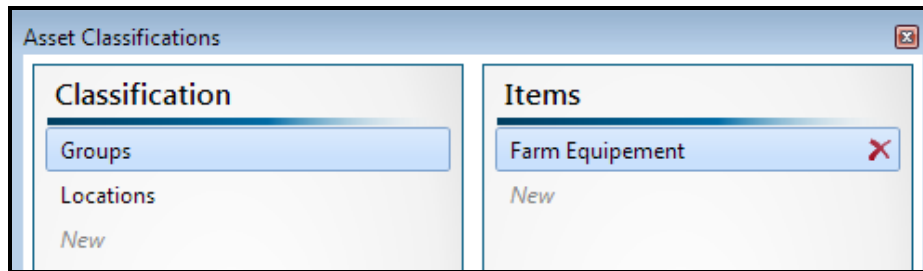 Asset Classifications
Classification
Groups
Locations
New
Items
Farm Equipement
New